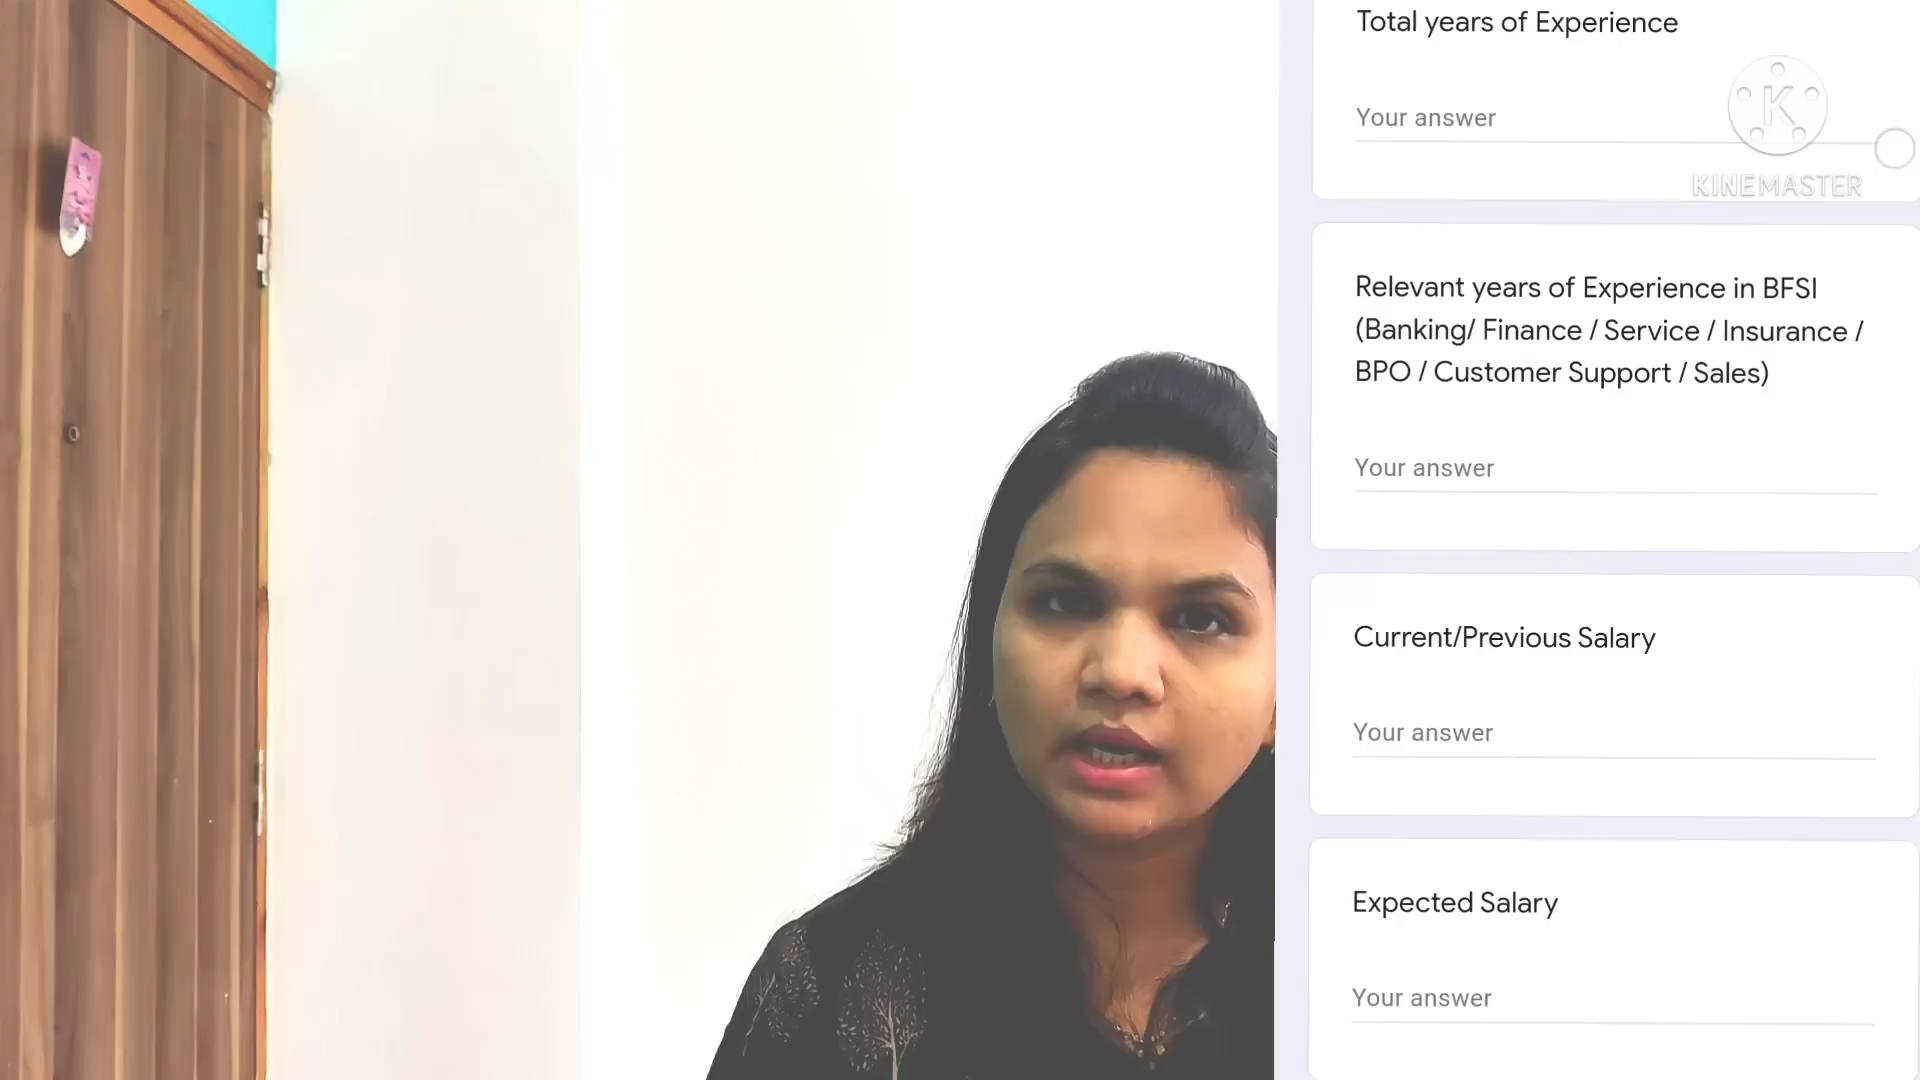 Total years of Experience
Your answer
K
KINEMASTER
Relevant years of Experience in BFSI
(Banking/ Finance / Service / Insurance /
BPO / Customer Support / Sales)
Your answer
Current/Previous Salary
Your answer
Expected Salary
Your answer